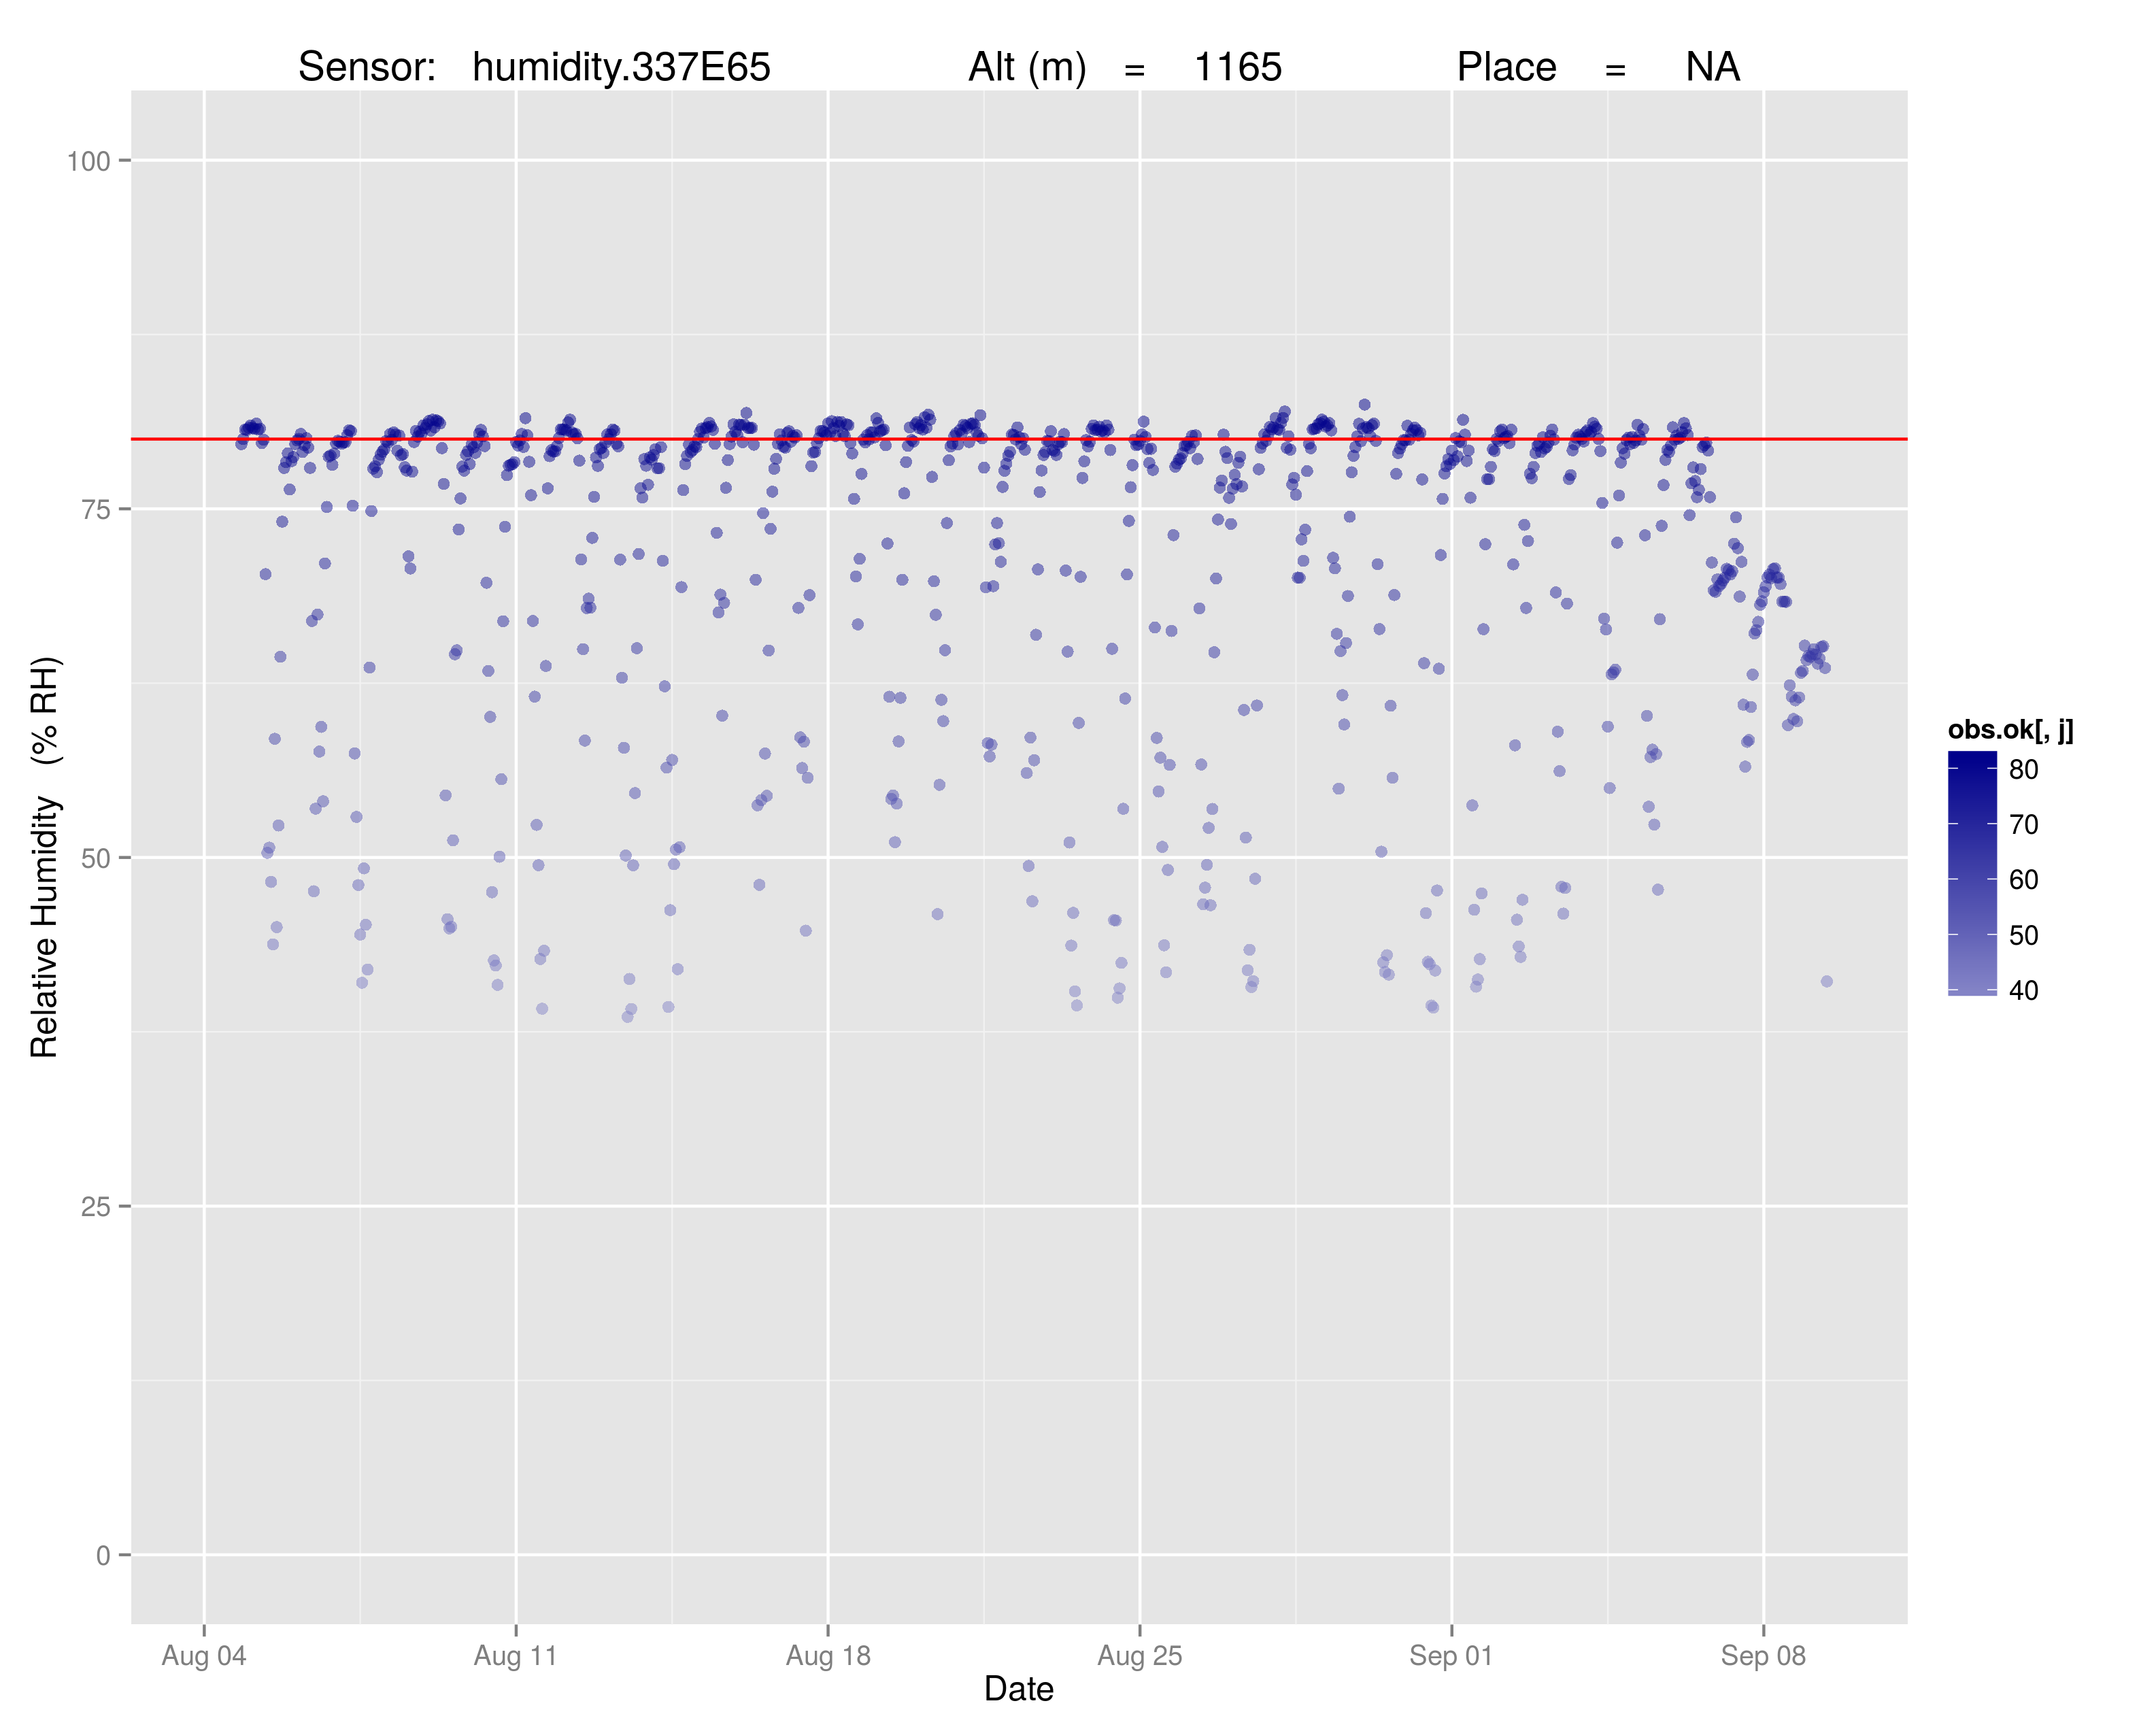 Sensor: humidity.337E65 Alt (m) = 1165 Place = NA
100
75
50
25
0
Relative Humidity (% RH)
Aug 04 Aug 11 Aug 18 Aug 25 Sep 01 Sep 08
Date
obs.ok[, j]
80
70
60
50
40